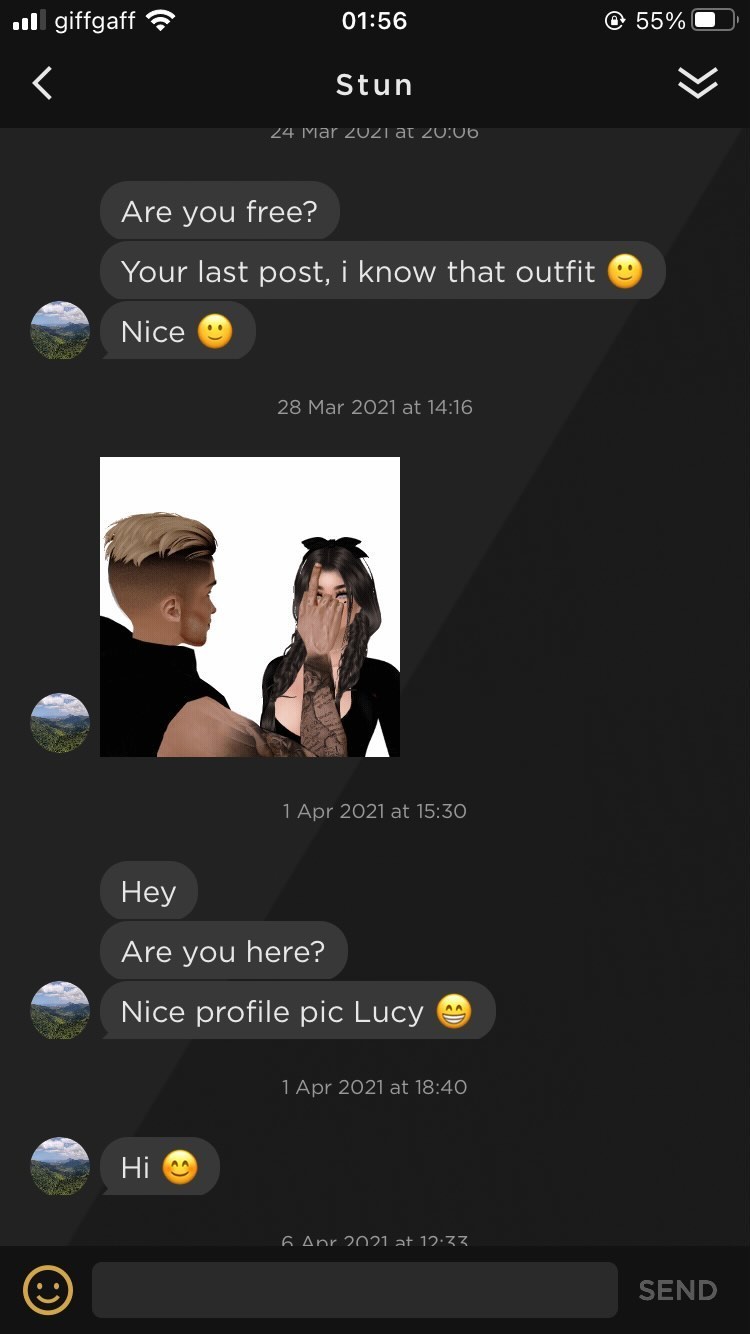 giffgaff 01:56 55%
Stun
24 Mar 2021 at 20:06
Are you free?
Your last post, i know that outfit 🙂
Nice 🙂
28 Mar 2021 at 14:16
1 Apr 2021 at 15:30
Hey
Are you here?
Nice profile pic Lucy 😁
1 Apr 2021 at 18:40
Hi 😊
6 Apr 2021 at 12:33
SEND